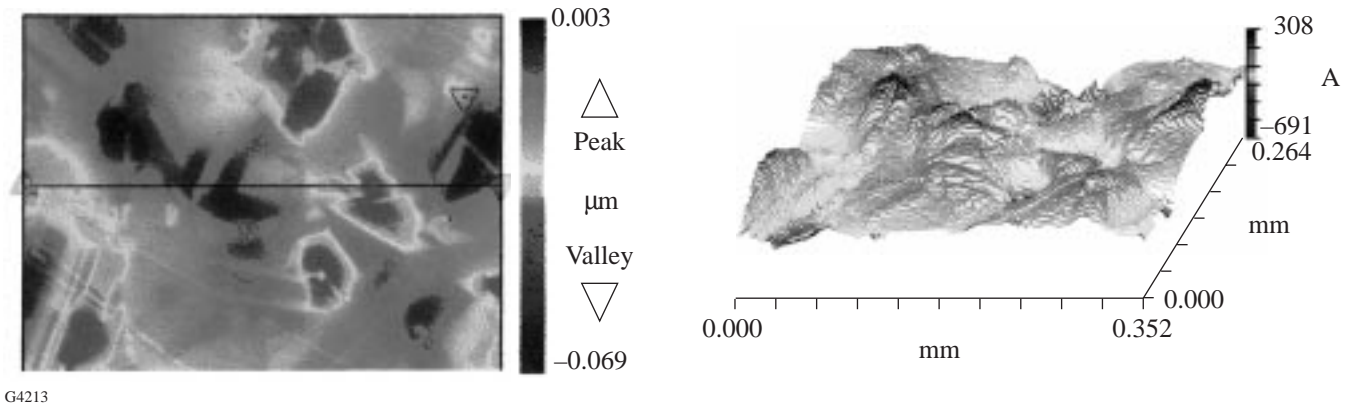 0.003
Peak
μm
Valley
–0.069
308
A
–691
0.264
mm
0.000
0.000
0.352
mm
G4213